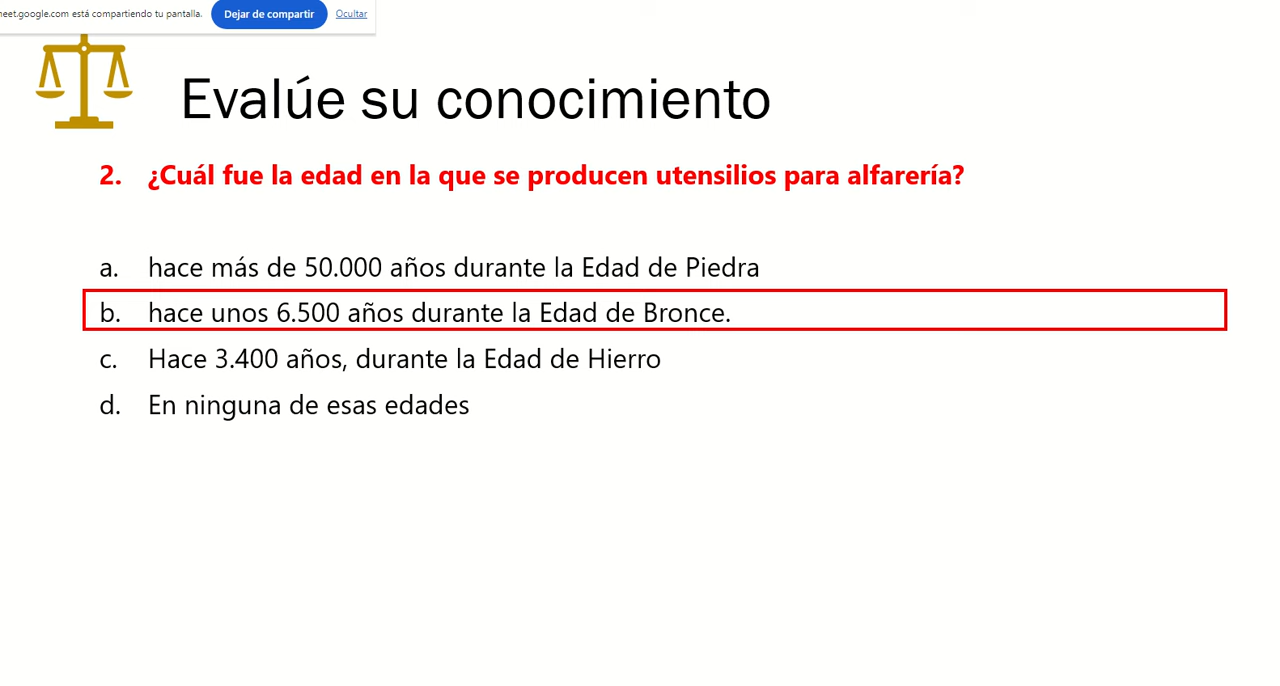 neet.google.com está compartiendo tu pantalla. Dejar de compartir Ocultar
Evalúe su conocimiento
2. ¿Cuál fue la edad en la que se producen utensilios para alfarería?
a. hace más de 50.000 años durante la Edad de Piedra
b. hace unos 6.500 años durante la Edad de Bronce.
c. Hace 3.400 años, durante la Edad de Hierro
d. En ninguna de esas edades